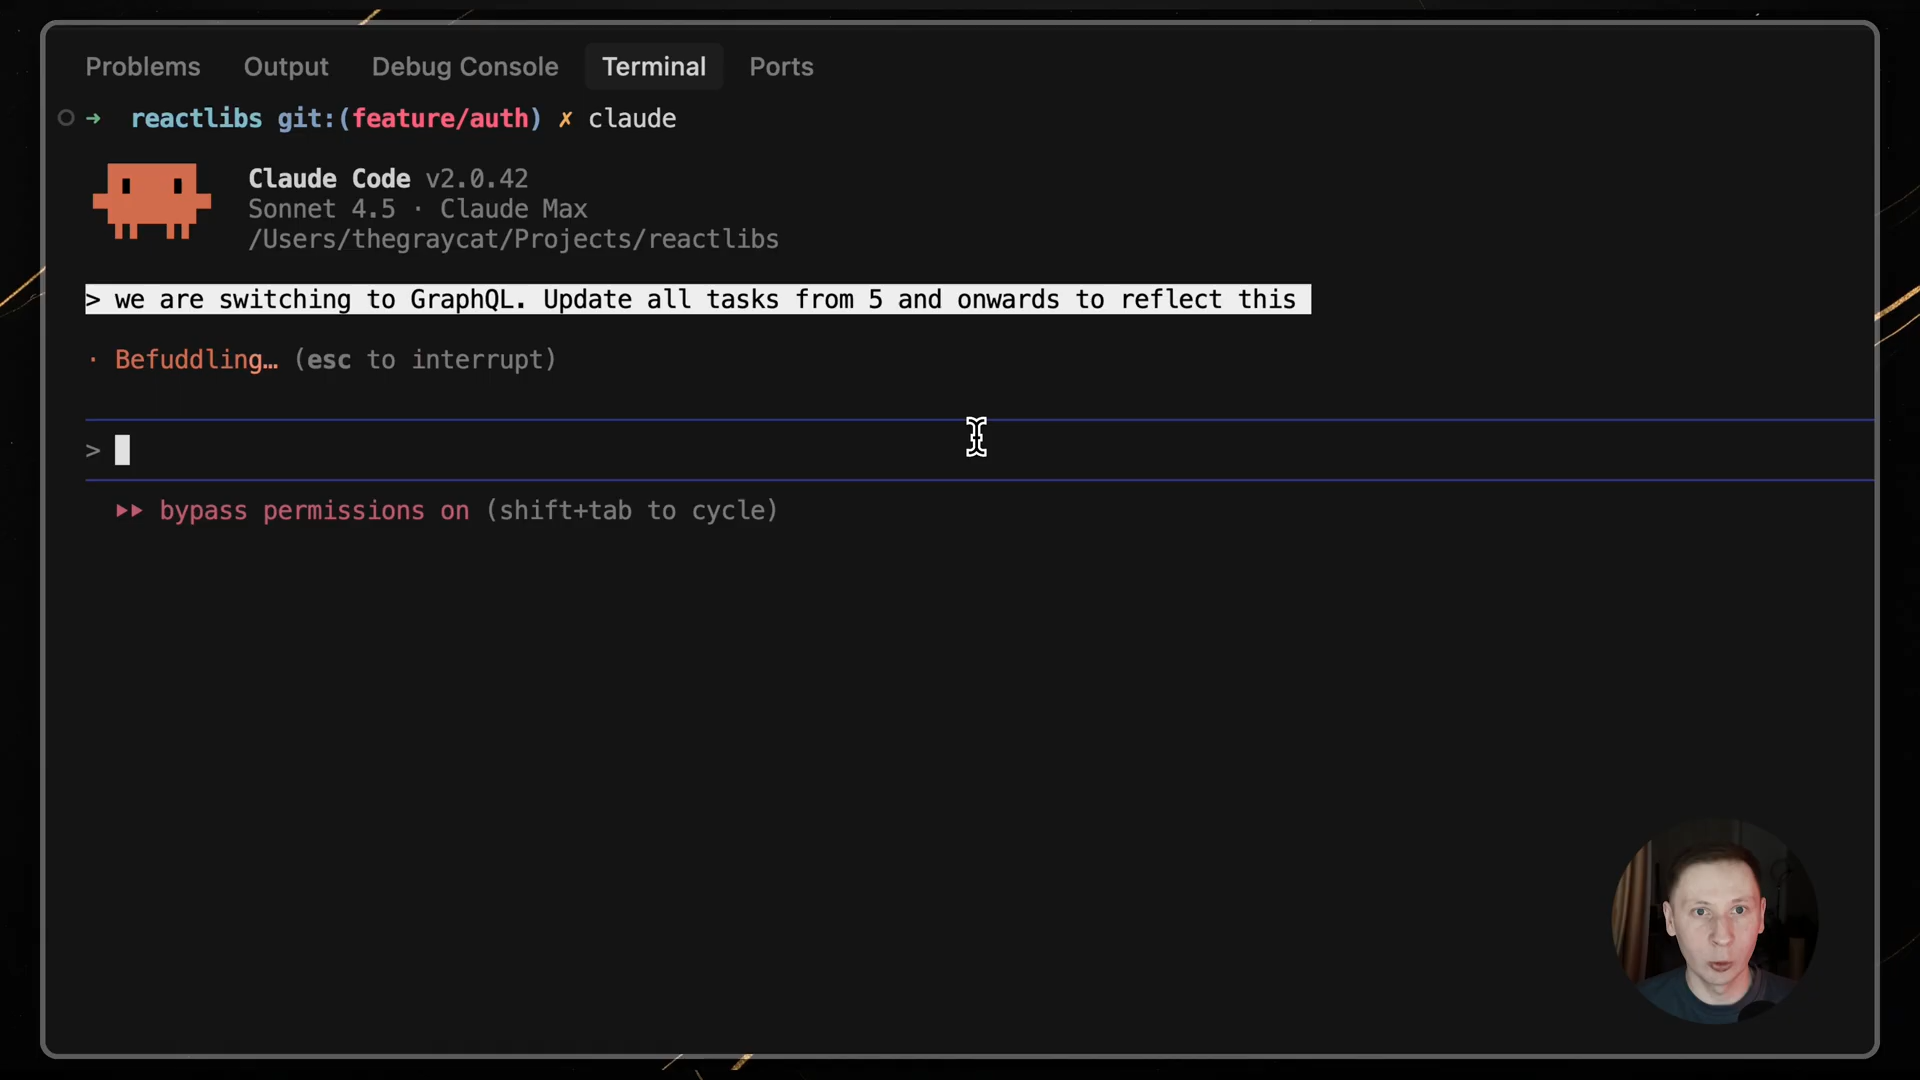 Problems Output Debug Console Terminal Ports
→ reactlibs git:(feature/auth) ✗ claude
Claude Code v2.0.42
Sonnet 4.5 · Claude Max
/Users/thegraycat/Projects/reactlibs
> we are switching to GraphQL. Update all tasks from 5 and onwards to reflect this
· Befuddling… (esc to interrupt)
>
▸▸ bypass permissions on (shift+tab to cycle)